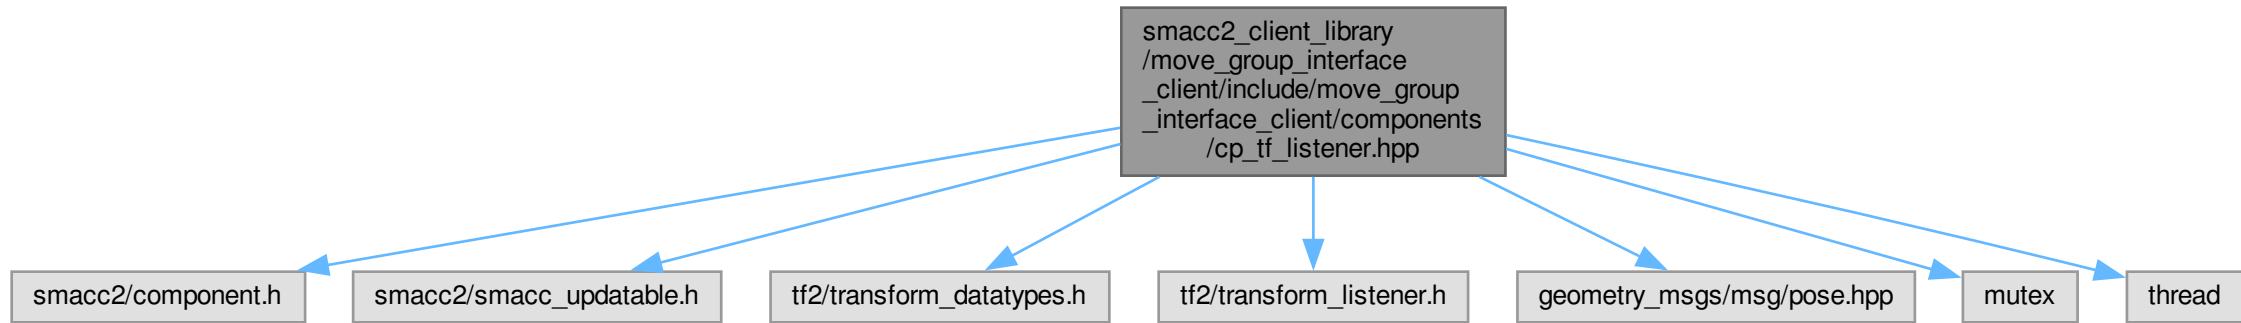 smacc2_client_library
/move_group_interface
_client/include/move_group
_interface_client/components
/cp_tf_listener.hpp
smacc2/component.h
smacc2/smacc_updatable.h
tf2/transform_datatypes.h
tf2/transform_listener.h
geometry_msgs/msg/pose.hpp
mutex
thread